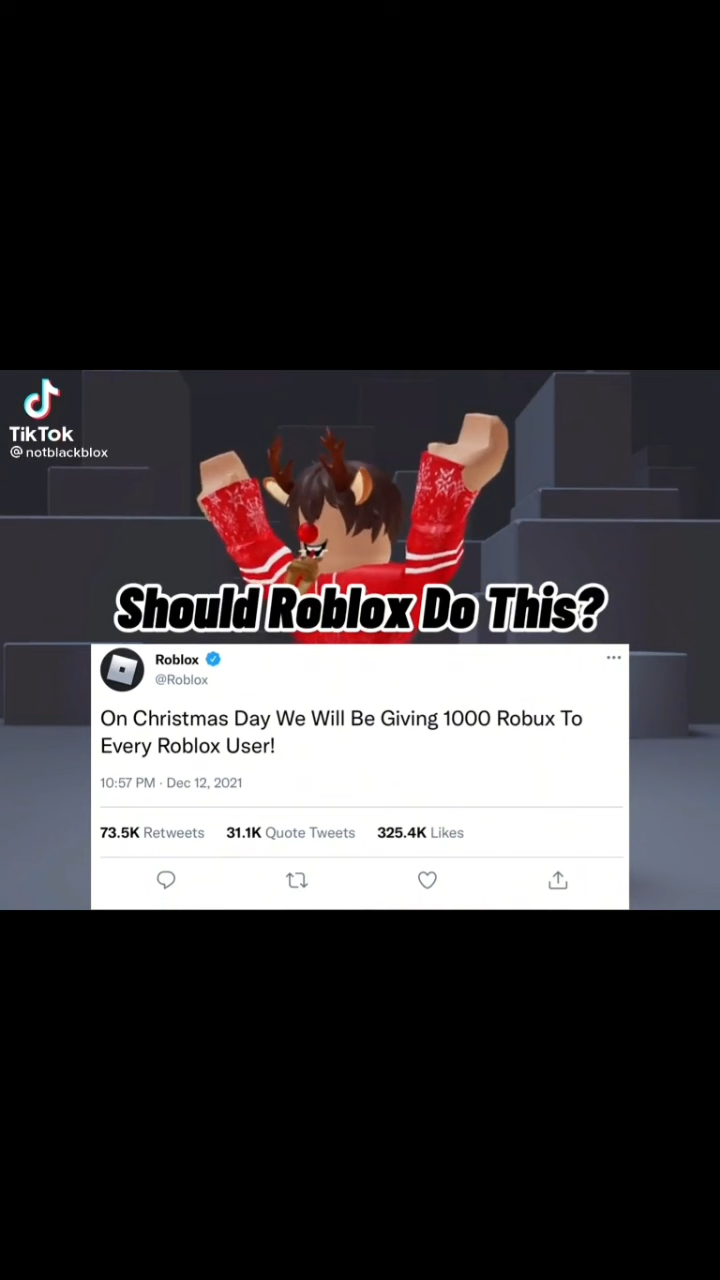 TikTok
@notblackblox
Should Roblox Do This?
Roblox
@Roblox
On Christmas Day We Will Be Giving 1000 Robux To
Every Roblox User!
10:57 PM · Dec 12, 2021
73.5K Retweets 31.1K Quote Tweets 325.4K Likes